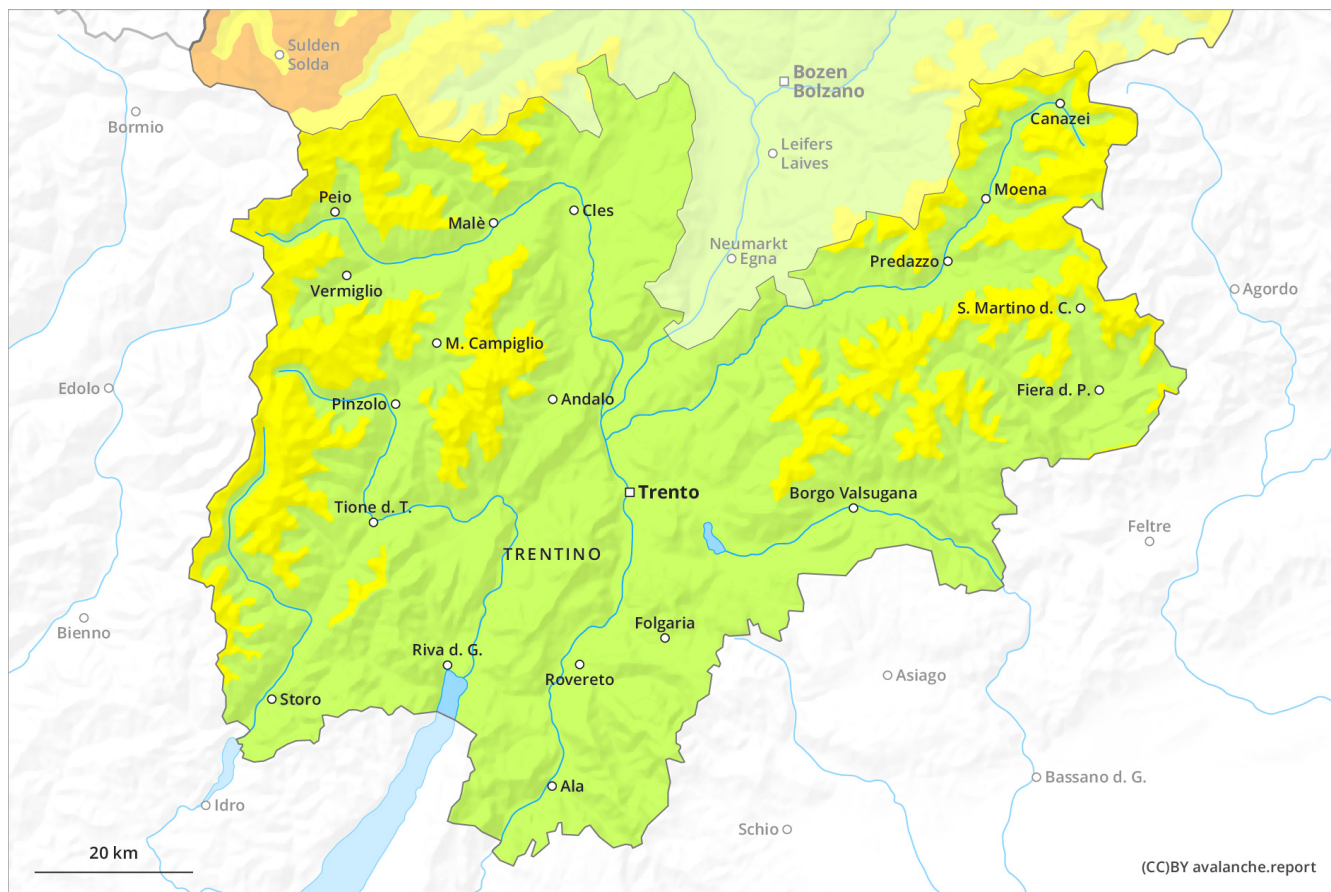 Sulden
Solda
Bozen
Bolzano
Bormio
Canazei
Leifers
Laives
Moena
Peio
Malè
Cles
Neumarkt
Egna
Predazzo
Vermiglio
Agordo
S. Martino d. C.
M. Campiglio
Edolo
Andalo
Fiera d. P.
Pinzolo
Trento
Borgo Valsugana
Tione d. T.
Feltre
TRENTINO
Bienno
Folgaria
Riva d. G.
Rovereto
Asiago
Storo
Ala
Bassano d. G.
Idro
Schio
20 km
(CC)BY avalanche.report